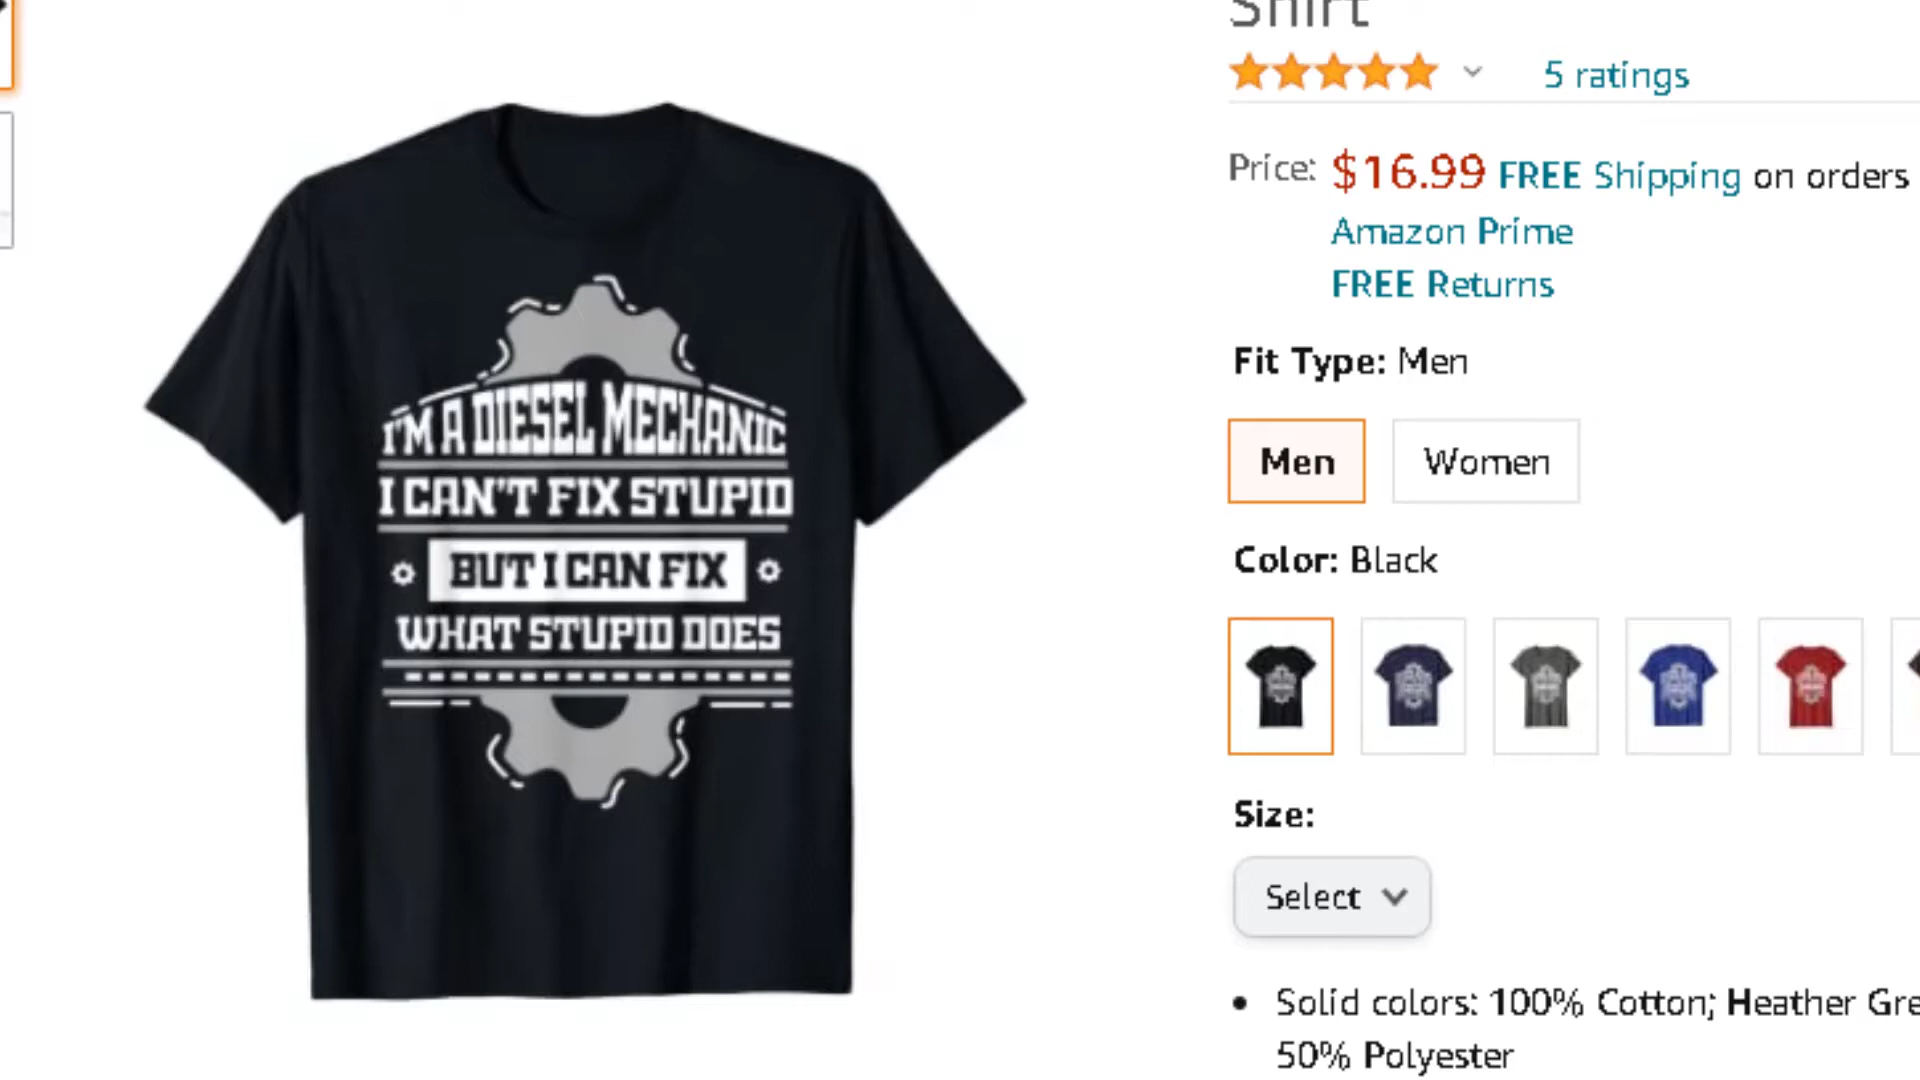 Shirt
5 ratings
Price: $16.99 FREE Shipping on orders
Amazon Prime
FREE Returns
Fit Type: Men
Men Women
Color: Black
Size:
Select
Solid colors: 100% Cotton; Heather Gre
50% Polyester
I'M A DIESEL MECHANIC
I CAN'T FIX STUPID
BUT I CAN FIX
WHAT STUPID DOES